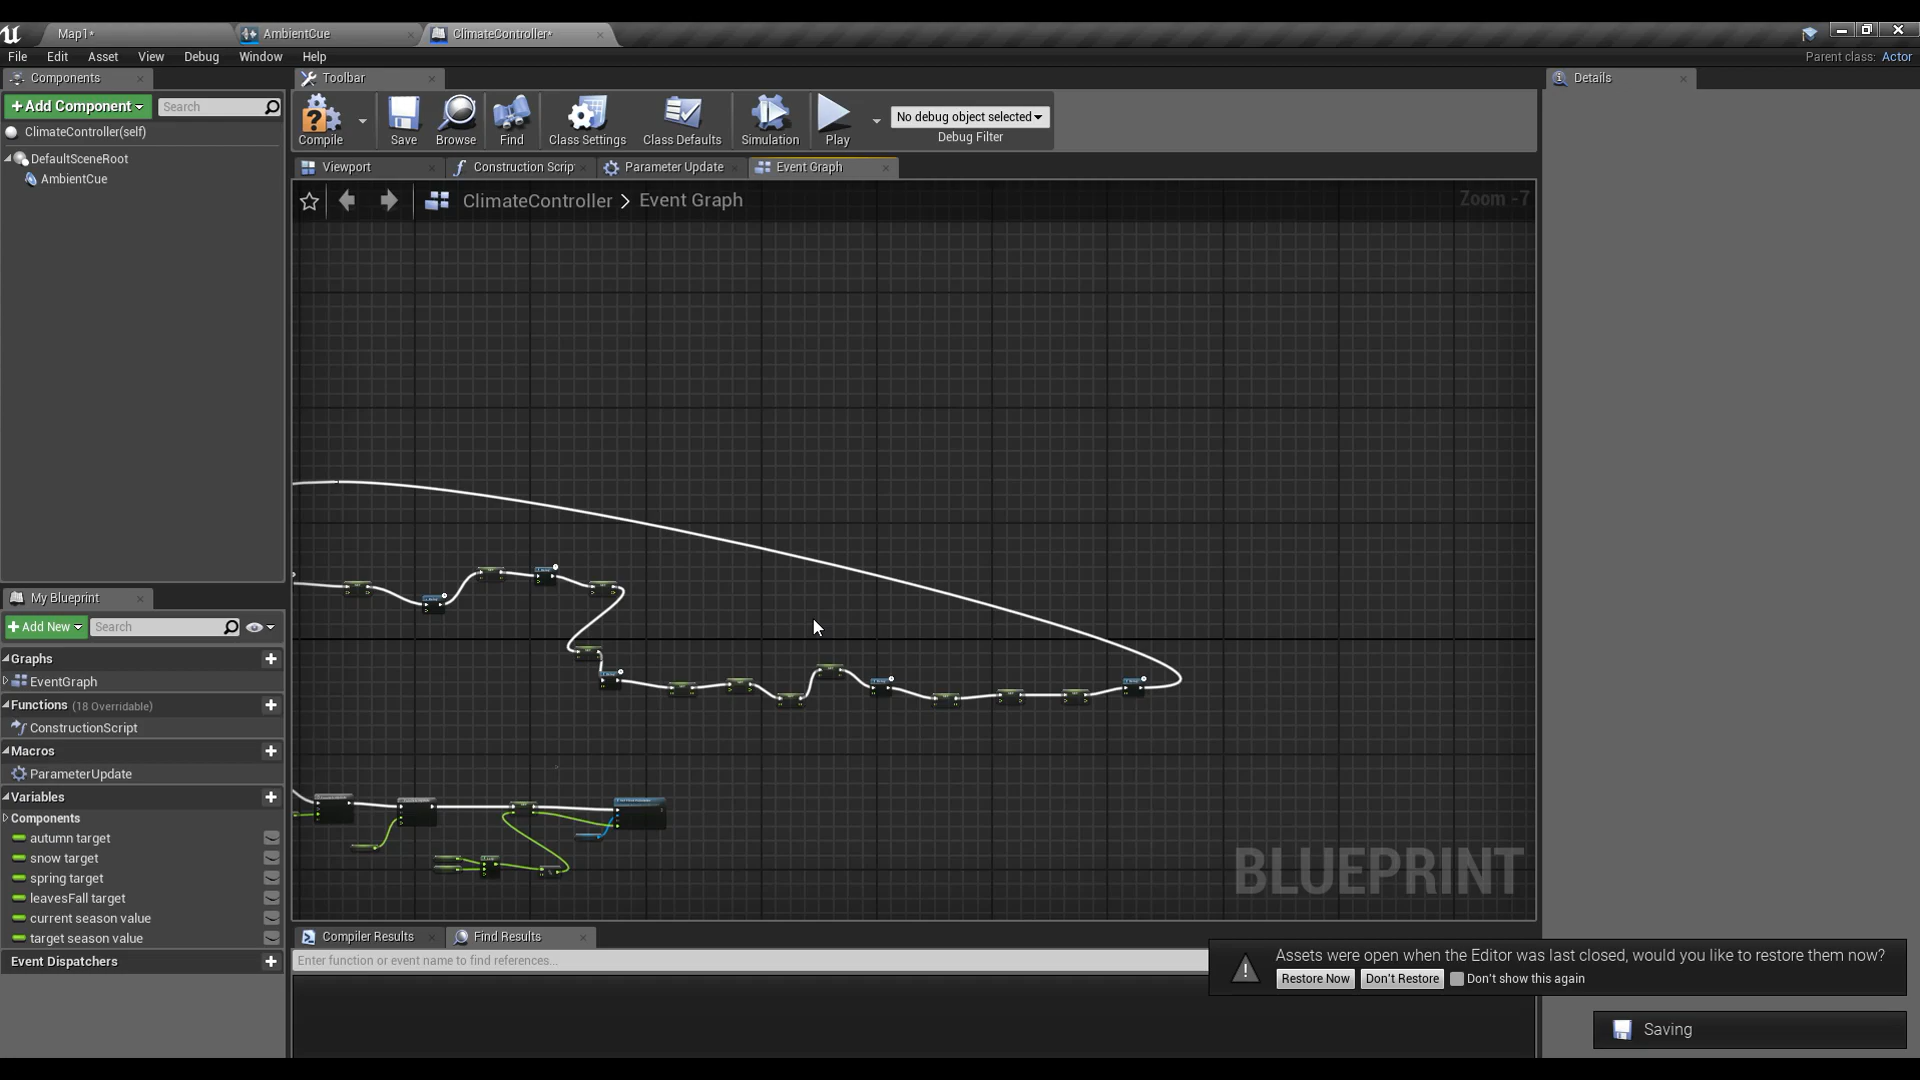 Map1*
AmbientCue
ClimateController*
File
Edit
Asset
View
Debug
Window
Help
Parent class: Actor
Components
Toolbar
Details
Add Component
Search
ClimateController(self)
DefaultSceneRoot
AmbientCue
Compile
Save
Browse
Find
Class Settings
Class Defaults
Simulation
Play
No debug object selected
Debug Filter
Viewport
Construction Scrip
Parameter Update
Event Graph
ClimateController > Event Graph
Zoom -7
BLUEPRINT
My Blueprint
Add New
Search
Graphs
EventGraph
Functions (18 Overridable)
ConstructionScript
Macros
ParameterUpdate
Variables
Components
autumn target
snow target
spring target
leavesFall target
current season value
target season value
Event Dispatchers
Compiler Results
Find Results
Enter function or event name to find references...
Assets were open when the Editor was last closed, would you like to restore them now?
Restore Now
Don't Restore
Don't show this again
Saving